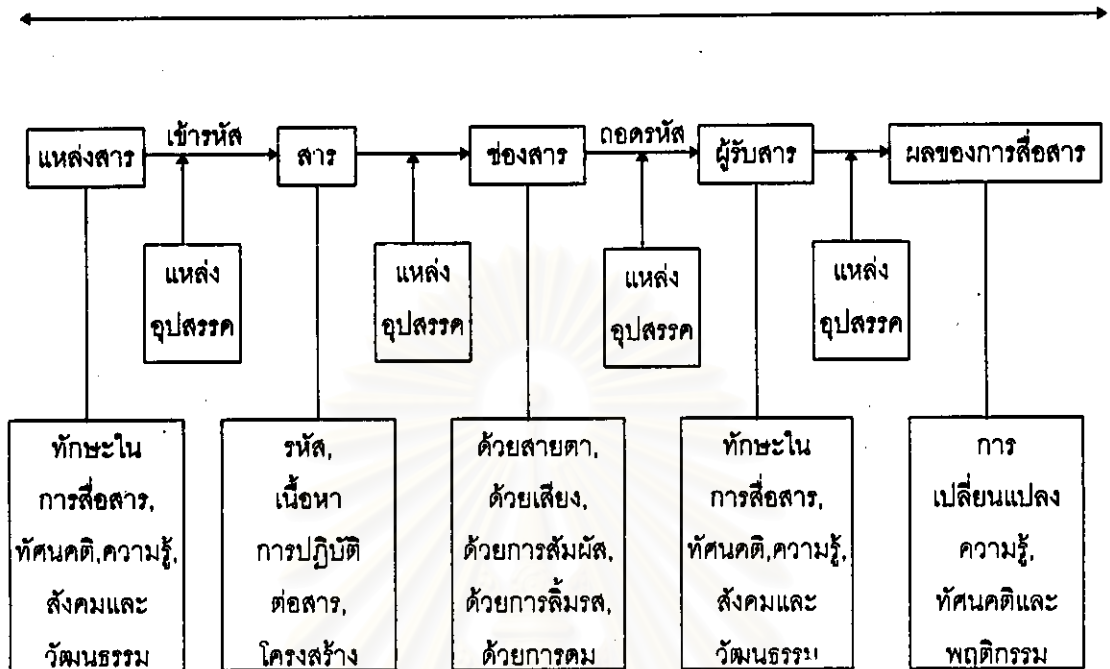 เข้ารหัส
ถอดรหัส
แหล่งสาร
สาร
ช่องสาร
ผู้รับสาร
ผลของการสื่อสาร
แหล่ง
อุปสรรค
แหล่ง
อุปสรรค
แหล่ง
อุปสรรค
แหล่ง
อุปสรรค
ทักษะใน
การสื่อสาร,
ทัศนคติ,ความรู้,
สังคมและ
วัฒนธรรม
รหัส,
เนื้อหา
การปฏิบัติ
ต่อสาร,
โครงสร้าง
ด้วยสายตา,
ด้วยเสียง,
ด้วยการสัมผัส,
ด้วยการลิ้มรส,
ด้วยการดม
ทักษะใน
การสื่อสาร,
ทัศนคติ,ความรู้,
สังคมและ
วัฒนธรรม
การ
เปลี่ยนแปลง
ความรู้,
ทัศนคติและ
พฤติกรรม